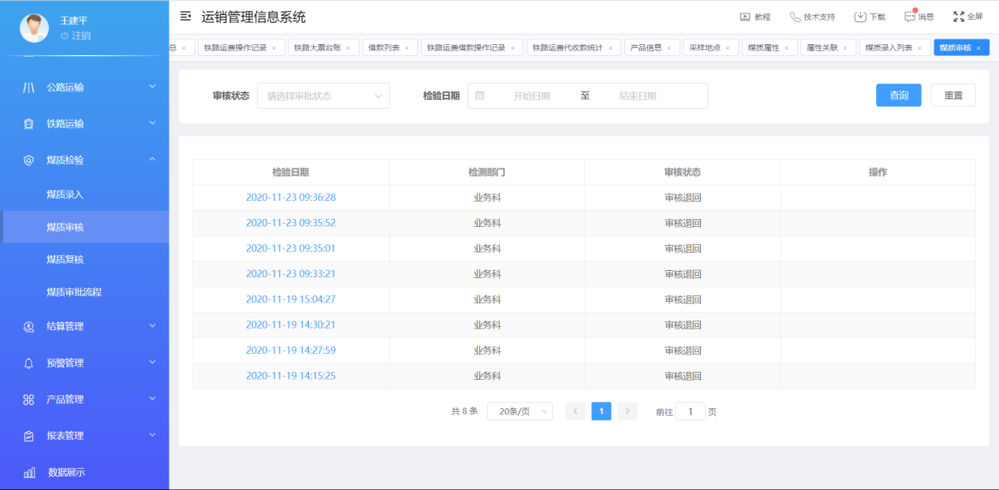 王建平
注销
运销管理信息系统
教程
技术支持
下载
消息
全屏
总 ×
铁路运费操作记录 ×
铁路大票台账 ×
借款列表 ×
铁路运费借款操作记录 ×
铁路运费代收款统计 ×
产品信息 ×
采样地点 ×
煤质属性 ×
属性关联 ×
煤质录入列表 ×
煤质审核 ×
公路运输
铁路运输
煤质检验
煤质录入
煤质审核
煤质复核
煤质审批流程
结算管理
预警管理
产品管理
报表管理
数据展示
审核状态 请选择审批状态 检验日期 开始日期 至 结束日期 查询 重置
检验日期 检测部门 审核状态 操作
2020-11-23 09:36:28 业务科 审核退回
2020-11-23 09:35:52 业务科 审核退回
2020-11-23 09:35:01 业务科 审核退回
2020-11-23 09:33:21 业务科 审核退回
2020-11-19 15:04:27 业务科 审核退回
2020-11-19 14:30:21 业务科 审核退回
2020-11-19 14:27:59 业务科 审核退回
2020-11-19 14:15:25 业务科 审核退回
共 8 条 20条/页 < 1 > 前往 1 页